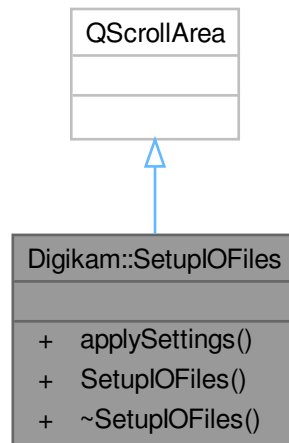 QScrollArea
Digikam::SetupIOFiles
+ applySettings()
+ SetupIOFiles()
+ ~SetupIOFiles()